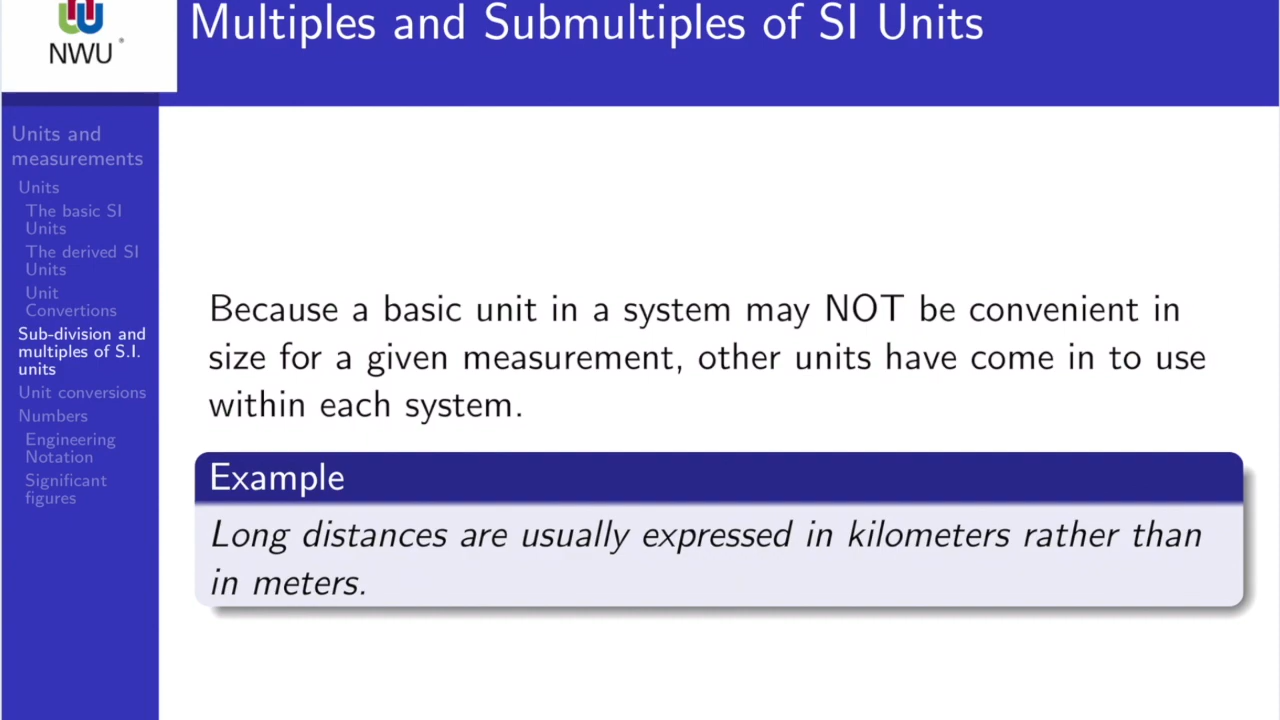 Multiples and Submultiples of SI Units
NWU
Units and
measurements
Units
The basic SI
Units
The derived SI
Units
Unit
Convertions
Sub-division and
multiples of S.I.
units
Unit conversions
Numbers
Engineering
Notation
Significant
figures
Because a basic unit in a system may NOT be convenient in
size for a given measurement, other units have come in to use
within each system.
Example
Long distances are usually expressed in kilometers rather than
in meters.